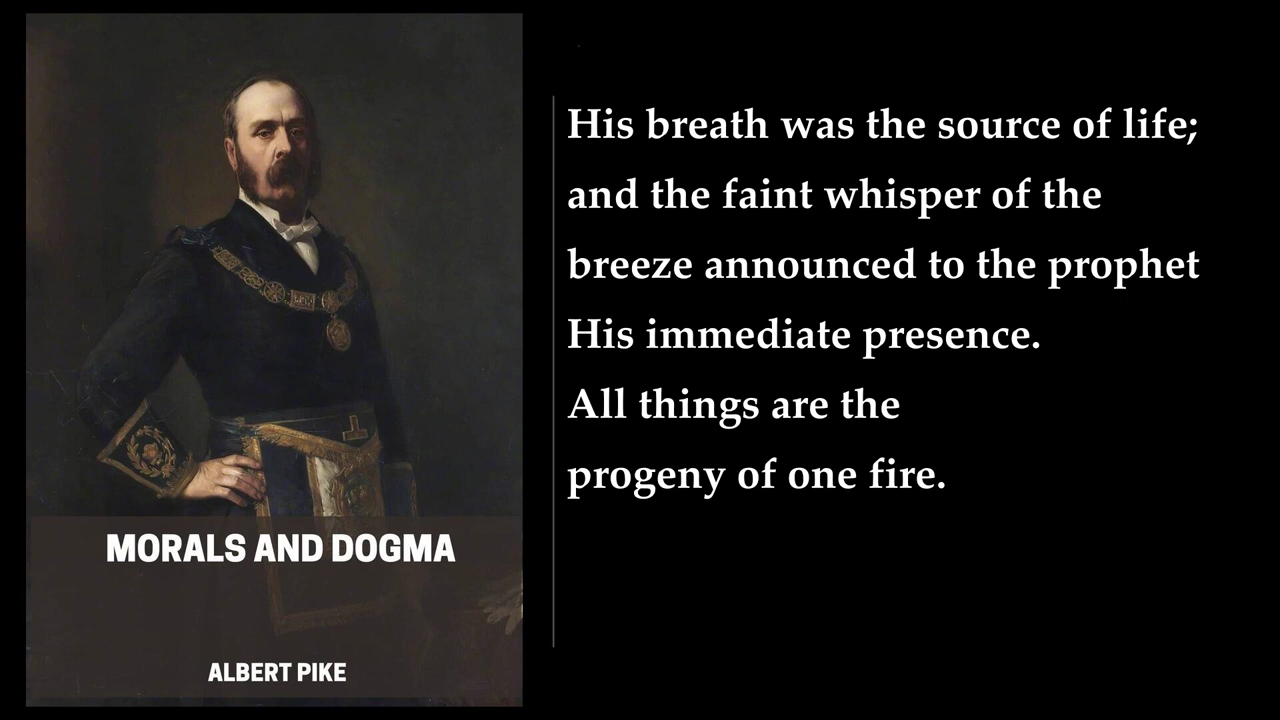 MORALS AND DOGMA
ALBERT PIKE
His breath was the source of life;
and the faint whisper of the
breeze announced to the prophet
His immediate presence.
All things are the
progeny of one fire.